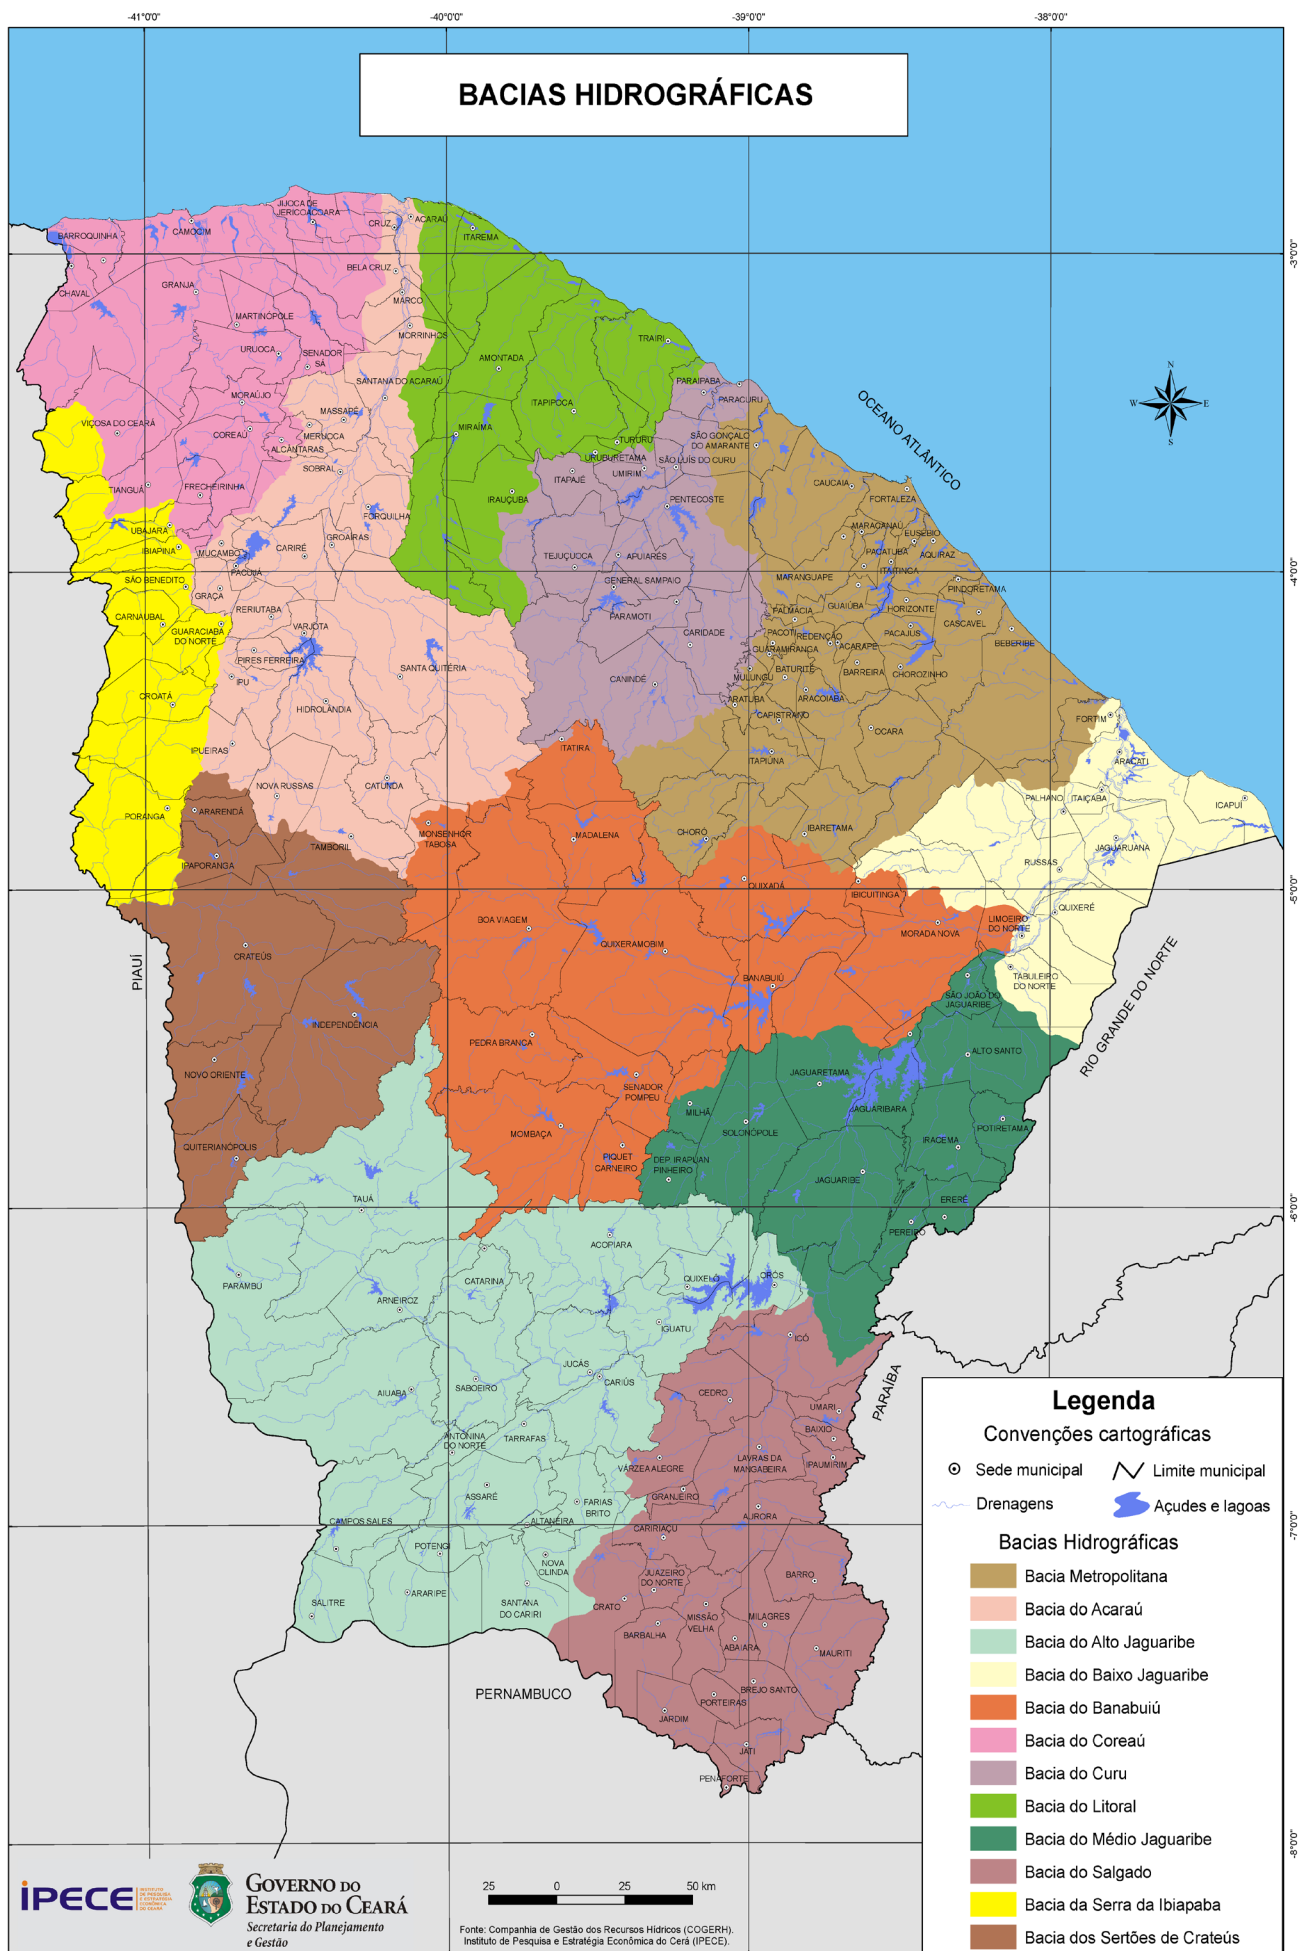 -41°0'0"
-40°0'0"
-39°0'0"
-38°0'0"
BACIAS HIDROGRÁFICAS
JIJOCA DE
JERICOACOARA
BARROQUINHA
CAMOCIM
CRUZ
ACARAÚ
ITAREMA
-3°0'0"
BELA CRUZ
CHAVAL
GRANJA
MARCO
MARTINÓPOLE
MORRINHOS
TRAIRI
URUOCA
SENADOR
SÁ
AMONTADA
N
W
E
S
OCEANO ATLÂNTICO
SANTANA DO ACARAÚ
PARAIPABA
PARACURU
MORAÚJO
ITAPIPOCA
MASSAPÊ
VIÇOSA DO CEARÁ
MIRAÍMA
COREAÚ
MERUOCA
ALCÂNTARAS
TURURU
SÃO GONÇALO
DO AMARANTE
URUBURETAMA
SÃO LUÍS DO CURU
SOBRAL
UMIRIM
ITAPAJÉ
TIANGUÁ
FRECHEIRINHA
CAUCAIA
IRAUÇUBA
PENTECOSTE
FORTALEZA
FORQUILHA
UBAJARA
MARACANAÚ
EUSÉBIO
GROAÍRAS
IBIAPINA
MUCAMBO
CARIRÉ
TEJUÇUOCA
APUIARÉS
PACATUBA
AQUIRAZ
PACUJÁ
ITAITINGA
-4°0'0"
SÃO BENEDITO
GENERAL SAMPAIO
MARANGUAPE
PINDORETAMA
GRAÇA
RERIUTABA
PARAMOTI
PALMÁCIA
GUAIÚBA
HORIZONTE
CARNAUBAL
GUARACIABA
DO NORTE
VARJOTA
CARIDADE
PACOTI
REDENÇÃO
PACAJUS
CASCAVEL
BEBERIBE
GUARAMIRANGA
ACARAPE
PIRES FERREIRA
SANTA QUITÉRIA
CANINDÉ
MULUNGU
BATURITÉ
BARREIRA
CHOROZINHO
IPU
CROATÁ
ARATUBA
ARACOIABA
HIDROLÂNDIA
CAPISTRANO
FORTIM
OCARA
IPUEIRAS
ITATIRA
ITAPIÚNA
ARACATI
NOVA RUSSAS
CATUNDA
PALHANO
ITAIÇABA
ICAPUÍ
PORANGA
ARARENDÁ
MONSENHOR
TABOSA
MADALENA
CHORÓ
IBARETAMA
TAMBORIL
JAGUARUANA
IPAPORANGA
RUSSAS
QUIXADÁ
IBICUITINGA
-5°0'0"
QUIXERÉ
BOA VIAGEM
LIMOEIRO
DO NORTE
MORADA NOVA
QUIXERAMOBIM
CRATEÚS
PIAUÍ
BANABUIÚ
TABULEIRO
DO NORTE
SÃO JOÃO DO
JAGUARIBE
RIO GRANDE DO NORTE
INDEPENDÊNCIA
PEDRA BRANCA
ALTO SANTO
NOVO ORIENTE
JAGUARETAMA
SENADOR
POMPEU
MILHÃ
JAGUARIBARA
SOLONÓPOLE
POTIRETAMA
MOMBAÇA
IRACEMA
QUITERIANÓPOLIS
PIQUET
CARNEIRO
DEP. IRAPUAN
PINHEIRO
JAGUARIBE
TAUÁ
ERERÉ
-6°0'0"
PEREIRO
ACOPIARA
PARAMBU
CATARINA
QUIXELÔ
ORÓS
ARNEIROZ
IGUATU
ICÓ
JUCÁS
CARIÚS
PARAÍBA
AIUABA
SABOEIRO
CEDRO
UMARI
ANTONINA
DO NORTE
TARRAFAS
BAIXIO
VÁRZEA ALEGRE
LAVRAS DA
MANGABEIRA
IPAUMIRIM
ASSARÉ
GRANJEIRO
FARIAS
BRITO
CAMPOS SALES
ALTANEIRA
AURORA
-7°0'0"
CARIRIAÇU
POTENGI
NOVA
OLINDA
JUAZEIRO
DO NORTE
BARRO
ARARIPE
SALITRE
SANTANA
DO CARIRI
CRATO
MISSÃO
VELHA
MILAGRES
BARBALHA
ABAIARA
MAURITI
BREJO SANTO
PERNAMBUCO
PORTEIRAS
JARDIM
JATI
PENAFORTE
-8°0'0"
Legenda
Convenções cartográficas
Sede municipal
Limite municipal
Drenagens
Açudes e lagoas
Bacias Hidrográficas
Bacia Metropolitana
Bacia do Acaraú
Bacia do Alto Jaguaribe
Bacia do Baixo Jaguaribe
Bacia do Banabuiú
Bacia do Coreaú
Bacia do Curu
Bacia do Litoral
Bacia do Médio Jaguaribe
Bacia do Salgado
Bacia da Serra da Ibiapaba
Bacia dos Sertões de Crateús
iPECE
INSTITUTO
DE PESQUISA
E ESTRATÉGIA
ECONÔMICA
DO CEARÁ
GOVERNO DO
ESTADO DO CEARÁ
Secretaria do Planejamento
e Gestão
25 0 25 50 km
Fonte: Companhia de Gestão dos Recursos Hídricos (COGERH).
Instituto de Pesquisa e Estratégia Econômica do Cerá (IPECE).